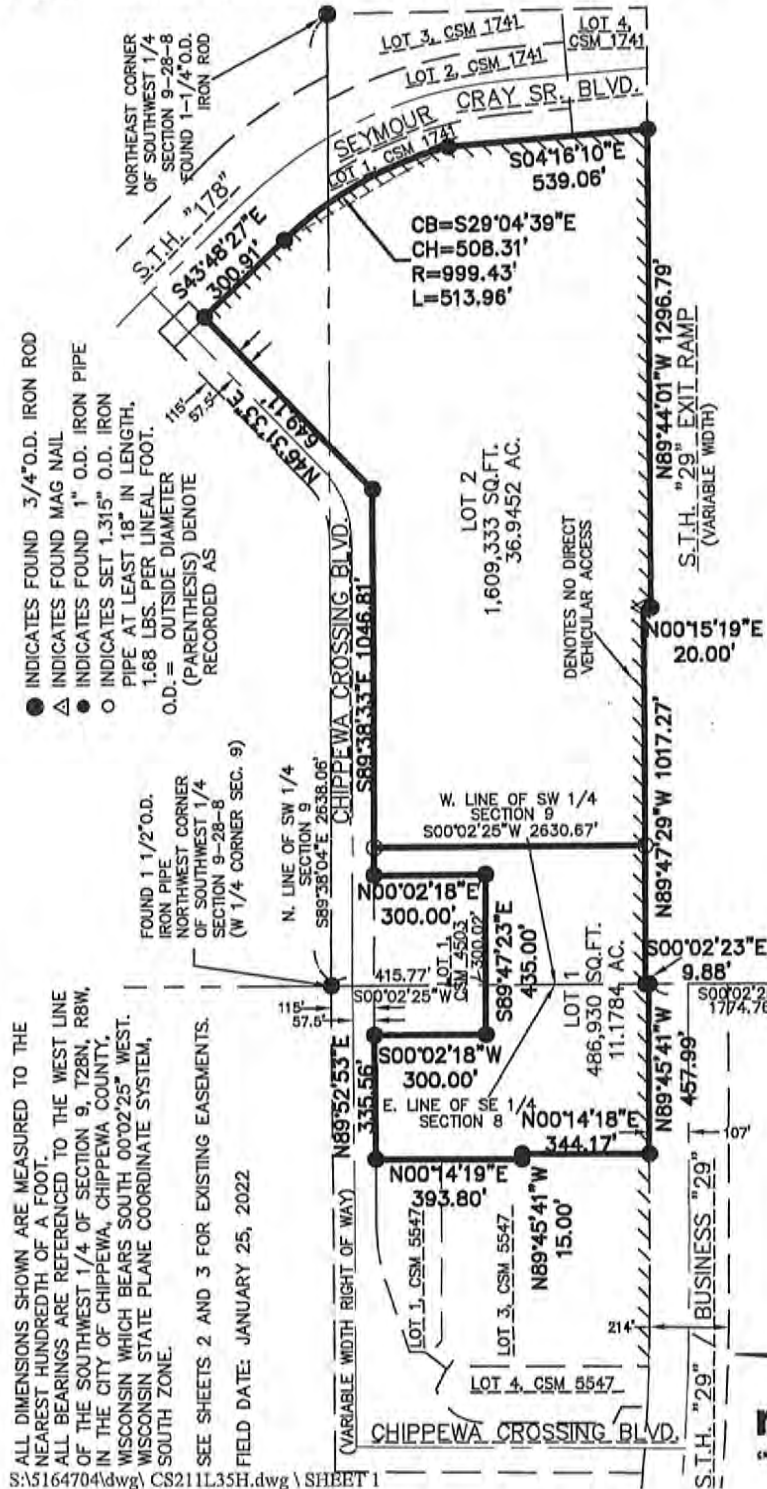 ALL DIMENSIONS SHOWN ARE MEASURED TO THE
NEAREST HUNDREDTH OF A FOOT.
ALL BEARINGS ARE REFERENCED TO THE WEST LINE
OF THE SOUTHWEST 1/4 OF SECTION 9, T28N, R8W,
IN THE CITY OF CHIPPEWA, CHIPPEWA COUNTY,
WISCONSIN WHICH BEARS SOUTH 00°02'25" WEST.
WISCONSIN STATE PLANE COORDINATE SYSTEM,
SOUTH ZONE.
SEE SHEETS 2 AND 3 FOR EXISTING EASEMENTS.
FIELD DATE: JANUARY 25, 2022
INDICATES FOUND 3/4"O.D. IRON ROD
INDICATES FOUND MAG NAIL
INDICATES FOUND 1" O.D. IRON PIPE
INDICATES SET 1.315" O.D. IRON
PIPE AT LEAST 18" IN LENGTH,
1.68 LBS. PER LINEAL FOOT.
O.D. = OUTSIDE DIAMETER
(PARENTHESIS) DENOTE
RECORDED AS
NORTHEAST CORNER
OF SOUTHWEST 1/4
SECTION 9-28-8
FOUND 1-1/4"O.D.
IRON ROD
FOUND 1 1/2"O.D.
IRON PIPE
NORTHWEST CORNER
OF SOUTHWEST 1/4
SECTION 9-28-8
(W 1/4 CORNER SEC. 9)
N. LINE OF SW 1/4
SECTION 9
S89°38'04"E 2638.06'
CHIPPEWA CROSSING BLVD.
S89°38'33"E 1046.81'
N46°31'33"E
649.11'
115'
57.5'
S.T.H. "178"
S43°48'27"E
300.91'
SEYMOUR CRAY SR. BLVD.
LOT 1, CSM 1741
LOT 2, CSM 1741
LOT 3, CSM 1741
LOT 4,
CSM 1741
CB=S29°04'39"E
CH=508.31'
R=999.43'
L=513.96'
S04°16'10"E
539.06'
LOT 2
1,609,333 SQ.FT.
36.9452 AC.
DENOTES NO DIRECT
VEHICULAR ACCESS
N89°44'01"W 1296.79'
S.T.H. "29" EXIT RAMP
(VARIABLE WIDTH)
N00°15'19"E
20.00'
N89°47'29"W 1017.27'
W. LINE OF SW 1/4
SECTION 9
S00°02'25"W 2630.67'
N00°02'18"E
300.00'
LOT 1
CSM 4503
300.02'
S89°47'23"E
435.00'
415.77'
S00°02'25"W
115'
57.5'
S00°02'18"W
300.00'
E. LINE OF SE 1/4
SECTION 8
LOT 1
486,930 SQ.FT.
11.1784 AC.
S00°02'23"E
9.88'
1774.76
N89°45'41"W
457.99'
N89°52'53"E
335.56'
N00°14'18"E
344.17'
N00°14'19"E
393.80'
N89°45'41"W
15.00'
(VARIABLE WIDTH RIGHT OF WAY)
LOT 1, CSM 5547
LOT 3, CSM 5547
LOT 4, CSM 5547
CHIPPEWA CROSSING BLVD.
214'
107'
S.T.H. "29" / BUSINESS "29"
S:\5164704\dwg\ CS211L35H.dwg \ SHEET 1